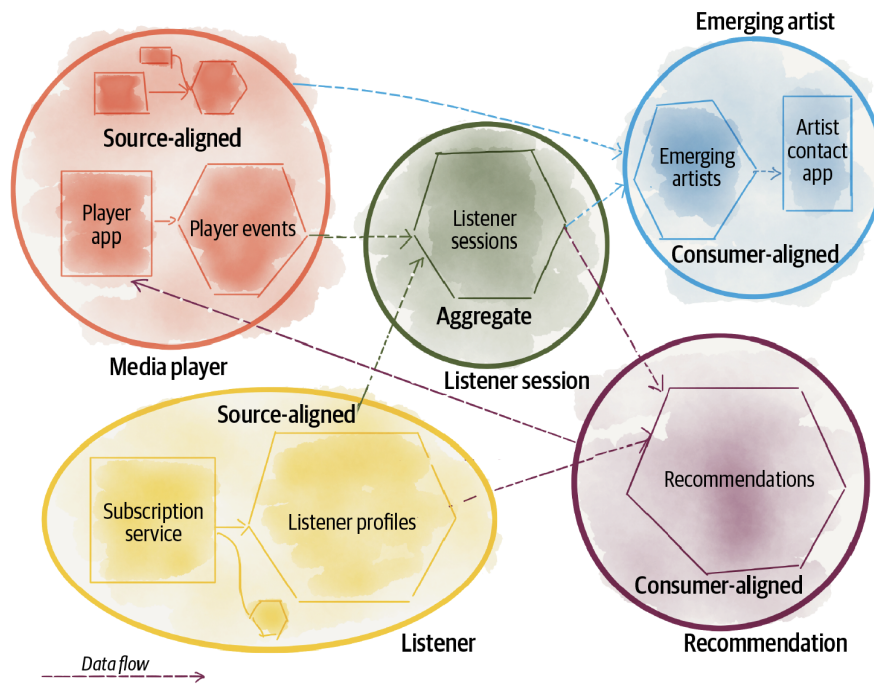 Emerging artist
Source-aligned
Player
app
Player events
Media player
Listener
sessions
Aggregate
Listener session
Emerging
artists
Artist
contact
app
Consumer-aligned
Source-aligned
Subscription
service
Listener profiles
Listener
Recommendations
Consumer-aligned
Recommendation
Data flow